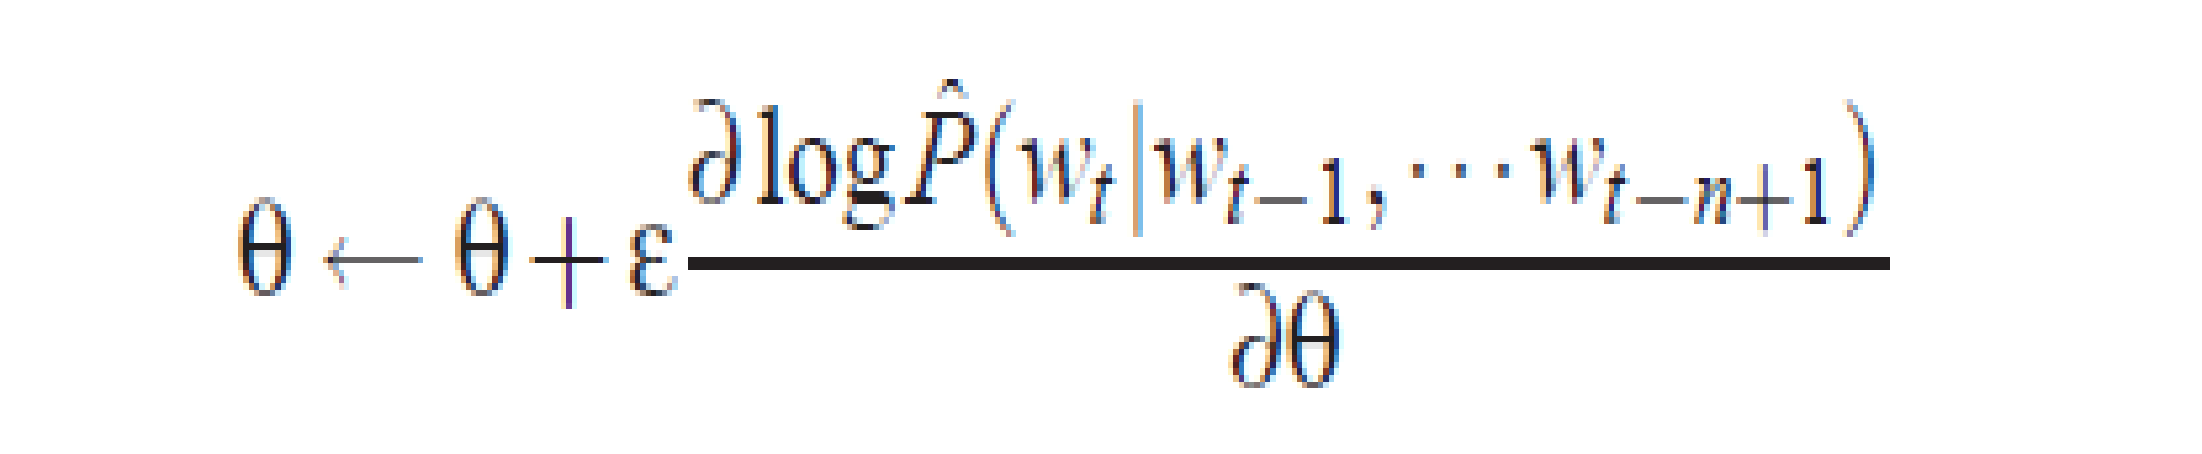 θ ← θ + ε ∂ log P̂(w_t|w_{t−1}, ⋯ w_{t−n+1}) / ∂θ